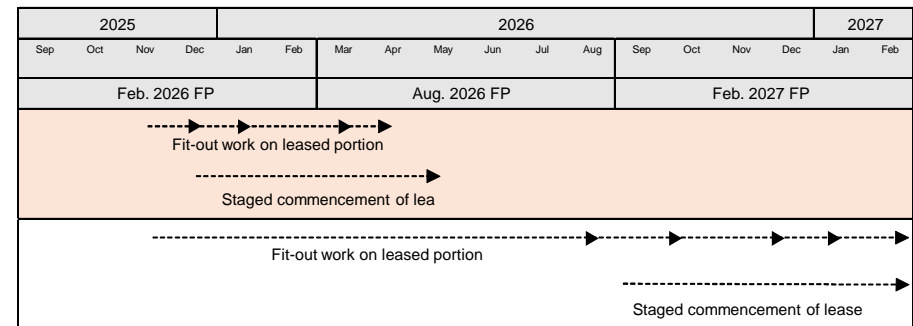 2025 2026 2027
Sep Oct Nov Dec Jan Feb Mar Apr May Jun Jul Aug Sep Oct Nov Dec Jan Feb
Feb. 2026 FP Aug. 2026 FP Feb. 2027 FP
Fit-out work on leased portion
Staged commencement of lea
Fit-out work on leased portion
Staged commencement of lease